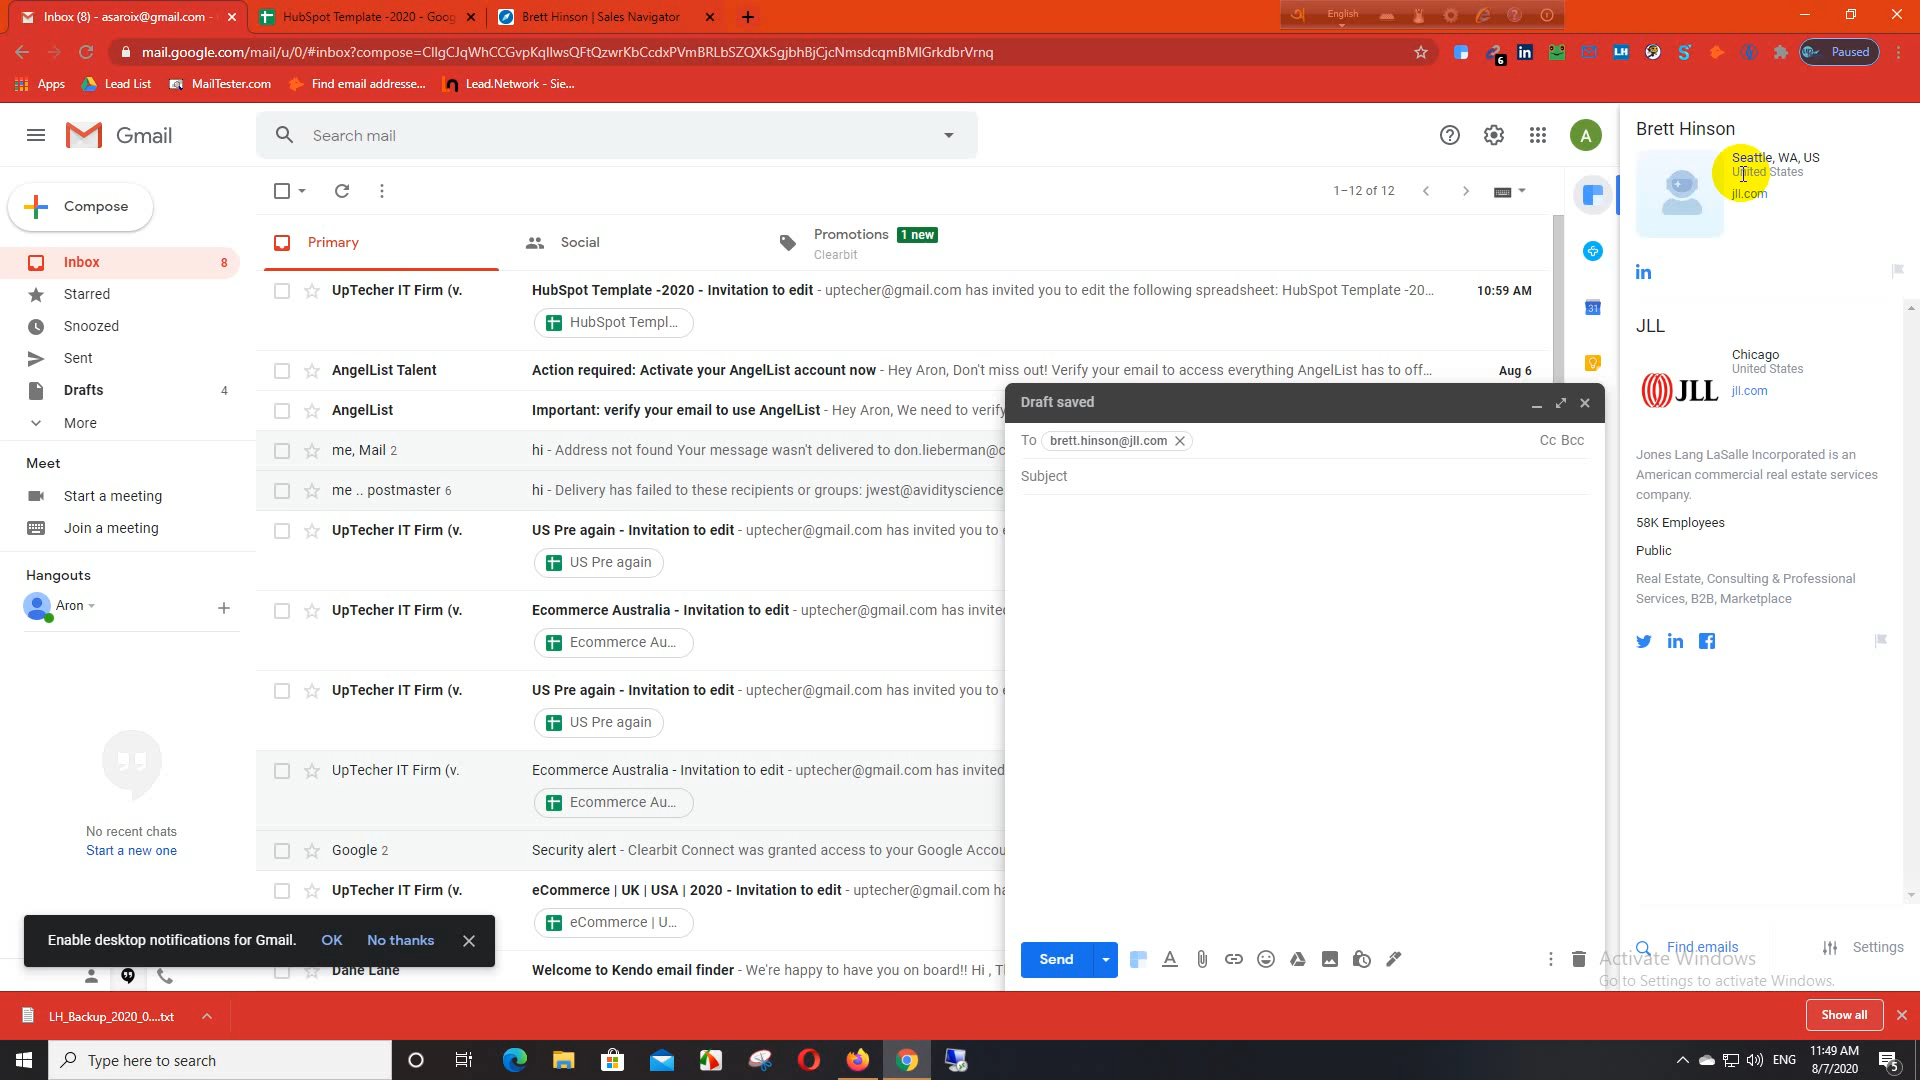 Inbox (8) - asaroix@gmail.com -
HubSpot Template -2020 - Goog
Brett Hinson | Sales Navigator
English
mail.google.com/mail/u/0/#inbox?compose=CllgCJqWhCCGvpKqllwsQFtQzwrKbCcdxPVmBRLbSZQXkSgjbhBjCjcNmsdcqmBMlGrkdbrVrnq
6
Paused
Apps
Lead List
MailTester.com
Find email addresse...
Lead.Network - Sie...
Gmail
Search mail
A
Compose
1–12 of 12
Primary
Social
Promotions 1 new
Clearbit
Inbox 8
Starred
Snoozed
Sent
Drafts 4
More
Meet
Start a meeting
Join a meeting
Hangouts
Aron
No recent chats
Start a new one
UpTecher IT Firm (v. HubSpot Template -2020 - Invitation to edit - uptecher@gmail.com has invited you to edit the following spreadsheet: HubSpot Template -20... 10:59 AM
HubSpot Templ...
AngelList Talent Action required: Activate your AngelList account now - Hey Aron, Don't miss out! Verify your email to access everything AngelList has to off... Aug 6
AngelList Important: verify your email to use AngelList - Hey Aron, We need to verify
me, Mail 2 hi - Address not found Your message wasn't delivered to don.lieberman@c
me .. postmaster 6 hi - Delivery has failed to these recipients or groups: jwest@avidityscience
UpTecher IT Firm (v. US Pre again - Invitation to edit - uptecher@gmail.com has invited you to e
US Pre again
UpTecher IT Firm (v. Ecommerce Australia - Invitation to edit - uptecher@gmail.com has invite
Ecommerce Au...
UpTecher IT Firm (v. US Pre again - Invitation to edit - uptecher@gmail.com has invited you to e
US Pre again
UpTecher IT Firm (v. Ecommerce Australia - Invitation to edit - uptecher@gmail.com has invited
Ecommerce Au...
Google 2 Security alert - Clearbit Connect was granted access to your Google Accou
UpTecher IT Firm (v. eCommerce | UK | USA | 2020 - Invitation to edit - uptecher@gmail.com ha
eCommerce | U...
Dane Lane Welcome to Kendo email finder - We're happy to have you on board!! Hi , T
Enable desktop notifications for Gmail. OK No thanks
Draft saved
To brett.hinson@jll.com Cc Bcc
Subject
Send
31
Brett Hinson
Seattle, WA, US
United States
jll.com
in
JLL
Chicago
United States
jll.com
JLL
Jones Lang LaSalle Incorporated is an
American commercial real estate services
company.
58K Employees
Public
Real Estate, Consulting & Professional
Services, B2B, Marketplace
in
Find emails
Settings
Activate Windows
Go to Settings to activate Windows.
LH_Backup_2020_0....txt
Show all
Type here to search
ENG
11:49 AM
8/7/2020
5